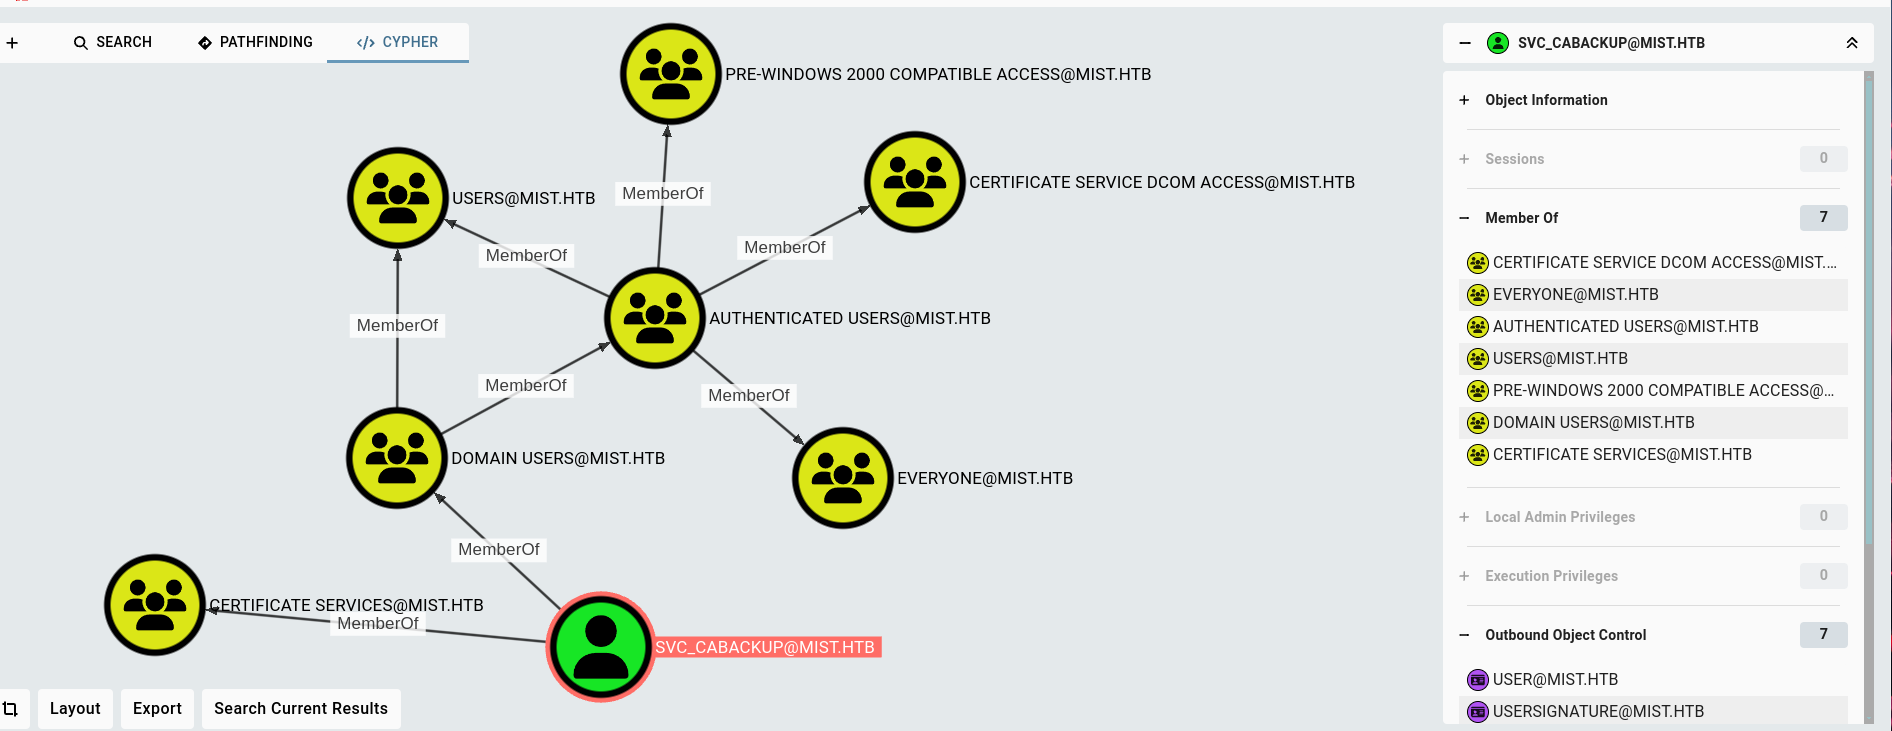 + SEARCH PATHFINDING </> CYPHER
PRE-WINDOWS 2000 COMPATIBLE ACCESS@MIST.HTB
CERTIFICATE SERVICE DCOM ACCESS@MIST.HTB
USERS@MIST.HTB
MemberOf
MemberOf
MemberOf
AUTHENTICATED USERS@MIST.HTB
MemberOf
MemberOf
MemberOf
DOMAIN USERS@MIST.HTB
EVERYONE@MIST.HTB
MemberOf
CERTIFICATE SERVICES@MIST.HTB
MemberOf
SVC_CABACKUP@MIST.HTB
Layout Export Search Current Results
SVC_CABACKUP@MIST.HTB
+ Object Information
+ Sessions 0
− Member Of 7
CERTIFICATE SERVICE DCOM ACCESS@MIST....
EVERYONE@MIST.HTB
AUTHENTICATED USERS@MIST.HTB
USERS@MIST.HTB
PRE-WINDOWS 2000 COMPATIBLE ACCESS@...
DOMAIN USERS@MIST.HTB
CERTIFICATE SERVICES@MIST.HTB
+ Local Admin Privileges 0
+ Execution Privileges 0
− Outbound Object Control 7
USER@MIST.HTB
USERSIGNATURE@MIST.HTB